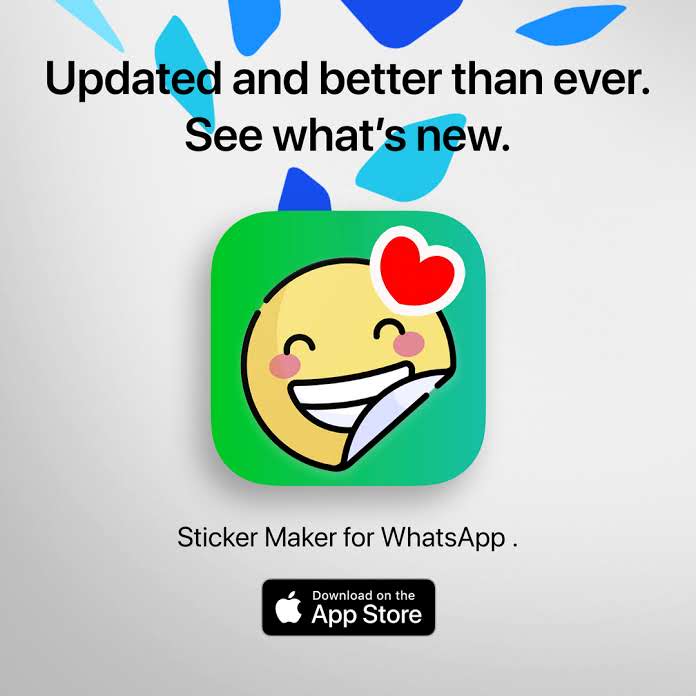 Updated and better than ever.
See what’s new.
Sticker Maker for WhatsApp .
Download on the
App Store